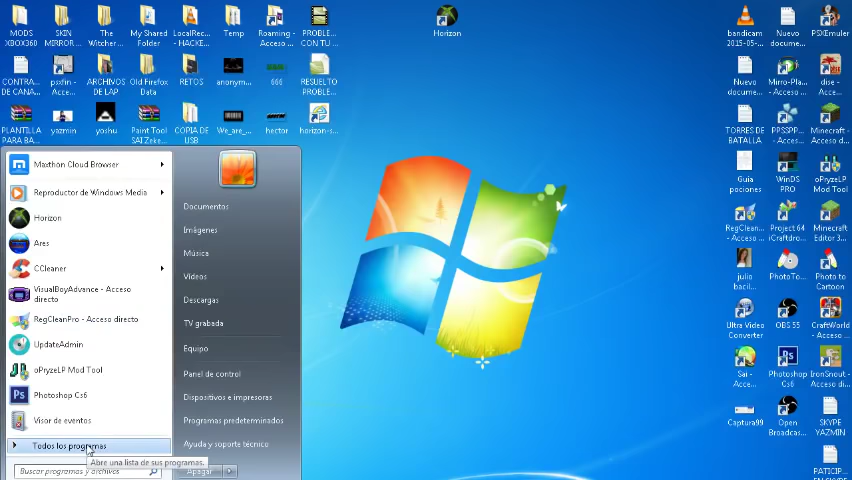 MODS XBOX360
SKIN MIRROR ...
The Witcher...
My Shared Folder
LocalRec... - HACKE...
Temp
Roaming - Acceso ...
PROBLE... CON TU ...
Horizon
bandicam 2015-05-...
Nuevo docume...
PSXEmuler
CONTRA... DE CANA...
psxfin - Acceso ...
ARCHIVOS DE LAP
Old Firefox Data
RETOS
anonym...
666
RESUELTO PROBLE...
Nuevo docume...
Mirror-Pla... - Acceso ...
dise - Acce...
PLANTILLA PARA BA...
yazmin
yoshu
Paint Tool SAI Zeke...
COPIA DE USB
We_are_...
hector
horizon-s...
TORRES DE BATALLA
PPSSPP... - Acceso ...
Minecraft - Acceso d...
Maxthon Cloud Browser
Reproductor de Windows Media
Horizon
Ares
CCleaner
VisualBoyAdvance - Acceso
directo
RegCleanPro - Acceso directo
UpdateAdmin
oPryzeLP Mod Tool
Photoshop Cs6
Visor de eventos
Todos los programas
Abre una lista de sus programas.
Buscar programas y archivos
Documentos
Imágenes
Música
Vídeos
Descargas
TV grabada
Equipo
Panel de control
Dispositivos e impresoras
Programas predeterminados
Ayuda y soporte técnico
Apagar
Guia pociones
WinDS PRO
oPryzeLP Mod Tool
RegClean... - Acceso ...
Project 64 iCraftdro...
Minecraft Editor 3...
julio bacil...
PhotoTo...
Photo to Cartoon
Ultra Video Converter
OBS 55
CraftWorld - Acceso ...
Sai - Acce...
Photoshop Cs6
IronSnout - Acceso di...
Captura99
Open Broadcas...
SKYPE YAZMIN
PATICIP...